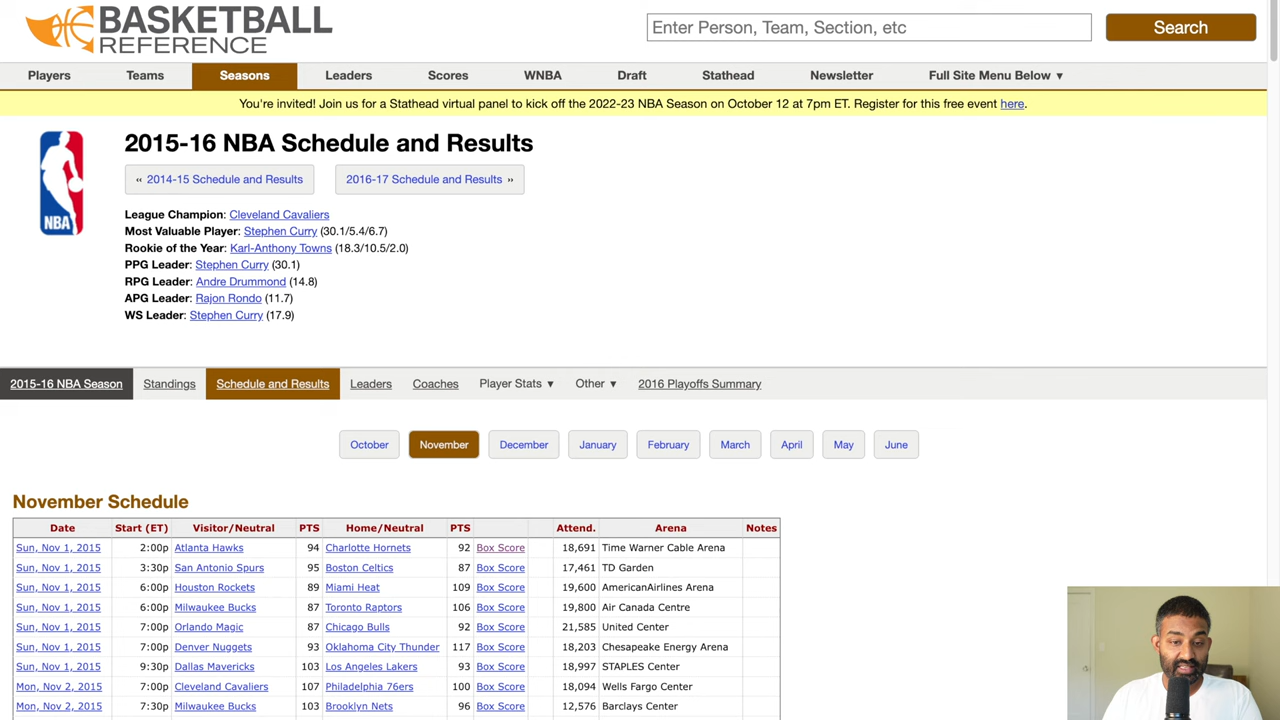 BASKETBALL
REFERENCE
Enter Person, Team, Section, etc
Search
Players Teams Seasons Leaders Scores WNBA Draft Stathead Newsletter Full Site Menu Below ▼
You're invited! Join us for a Stathead virtual panel to kick off the 2022-23 NBA Season on October 12 at 7pm ET. Register for this free event here.
NBA
2015-16 NBA Schedule and Results
« 2014-15 Schedule and Results 2016-17 Schedule and Results »
League Champion: Cleveland Cavaliers
Most Valuable Player: Stephen Curry (30.1/5.4/6.7)
Rookie of the Year: Karl-Anthony Towns (18.3/10.5/2.0)
PPG Leader: Stephen Curry (30.1)
RPG Leader: Andre Drummond (14.8)
APG Leader: Rajon Rondo (11.7)
WS Leader: Stephen Curry (17.9)
2015-16 NBA Season Standings Schedule and Results Leaders Coaches Player Stats ▼ Other ▼ 2016 Playoffs Summary
October November December January February March April May June
November Schedule
Date Start (ET) Visitor/Neutral PTS Home/Neutral PTS Attend. Arena Notes
Sun, Nov 1, 2015 2:00p Atlanta Hawks 94 Charlotte Hornets 92 Box Score 18,691 Time Warner Cable Arena
Sun, Nov 1, 2015 3:30p San Antonio Spurs 95 Boston Celtics 87 Box Score 17,461 TD Garden
Sun, Nov 1, 2015 6:00p Houston Rockets 89 Miami Heat 109 Box Score 19,600 AmericanAirlines Arena
Sun, Nov 1, 2015 6:00p Milwaukee Bucks 87 Toronto Raptors 106 Box Score 19,800 Air Canada Centre
Sun, Nov 1, 2015 7:00p Orlando Magic 87 Chicago Bulls 92 Box Score 21,585 United Center
Sun, Nov 1, 2015 7:00p Denver Nuggets 93 Oklahoma City Thunder 117 Box Score 18,203 Chesapeake Energy Arena
Sun, Nov 1, 2015 9:30p Dallas Mavericks 103 Los Angeles Lakers 93 Box Score 18,997 STAPLES Center
Mon, Nov 2, 2015 7:00p Cleveland Cavaliers 107 Philadelphia 76ers 100 Box Score 18,094 Wells Fargo Center
Mon, Nov 2, 2015 7:30p Milwaukee Bucks 103 Brooklyn Nets 96 Box Score 12,576 Barclays Center